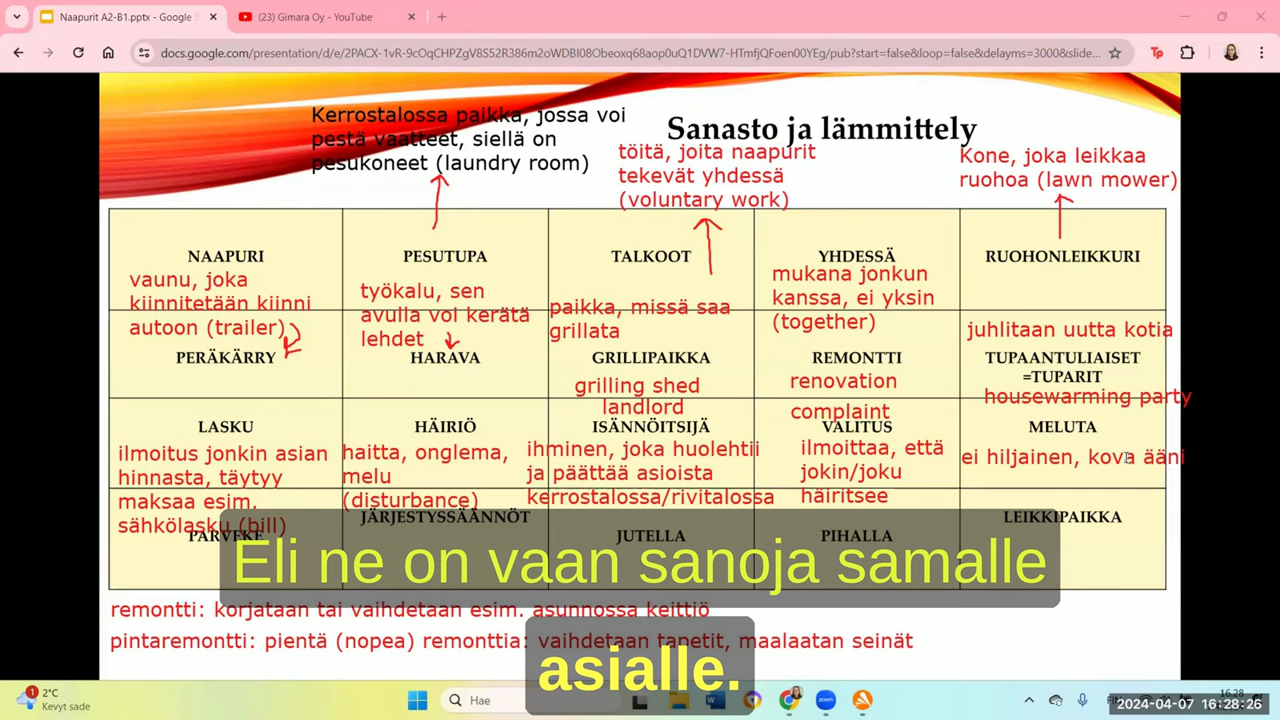 Napurit A2-B1.pptx - Google S
(23) Gimara Oy - YouTube
docs.google.com/presentation/d/e/2PACX-1vR-9cOqCHPZgV8S52R386m2oWDBI08Obeoxq68aop0uQ1DVW7-HTmfjQFoen00YEg/pub?start=false&loop=false&delayms=3000&slide...
Kerrostalossa paikka, jossa voi
pestä vaatteet, siellä on
pesukoneet (laundry room)
Sanasto ja lämmittely
töitä, joita naapurit
tekevät yhdessä
(voluntary work)
Kone, joka leikkaa
ruohoa (lawn mower)
NAAPURI
PESUTUPA
TALKOOT
YHDESSÄ
RUOHONLEIKKURI
vaunu, joka
kiinnitetään kiinni
autoon (trailer)
työkalu, sen
avulla voi kerätä
lehdet
paikka, missä saa
grillata
mukana jonkun
kanssa, ei yksin
(together)
juhlitaan uutta kotia
PERÄKÄRRY
HARAVA
GRILLIPAIKKA
REMONTTI
TUPAANTULIAISET
=TUPARIT
grilling shed
renovation
housewarming party
landlord
complaint
LASKU
HÄIRIÖ
ISÄNNÖITSIJÄ
VALITUS
MELUTA
ilmoitus jonkin asian
hinnasta, täytyy
maksaa esim.
sähkölasku (bill)
haitta, onglema,
melu
(disturbance)
ihminen, joka huolehtii
ja päättää asioista
kerrostalossa/rivitalossa
ilmoittaa, että
jokin/joku
häiritsee
ei hiljainen, kova ääni
PARVEKE
JÄRJESTYSSÄÄNNÖT
JUTELLA
PIHALLA
LEIKKIPAIKKA
Eli ne on vaan sanoja samalle
asialle.
remontti: korjataan tai vaihdetaan esim. asunnossa keittiö
pintaremontti: pientä (nopea) remonttia: vaihdetaan tapetit, maalaatan seinät
1
2°C
Kevyt sade
Hae
16.28
2024-04-07 16:28:26